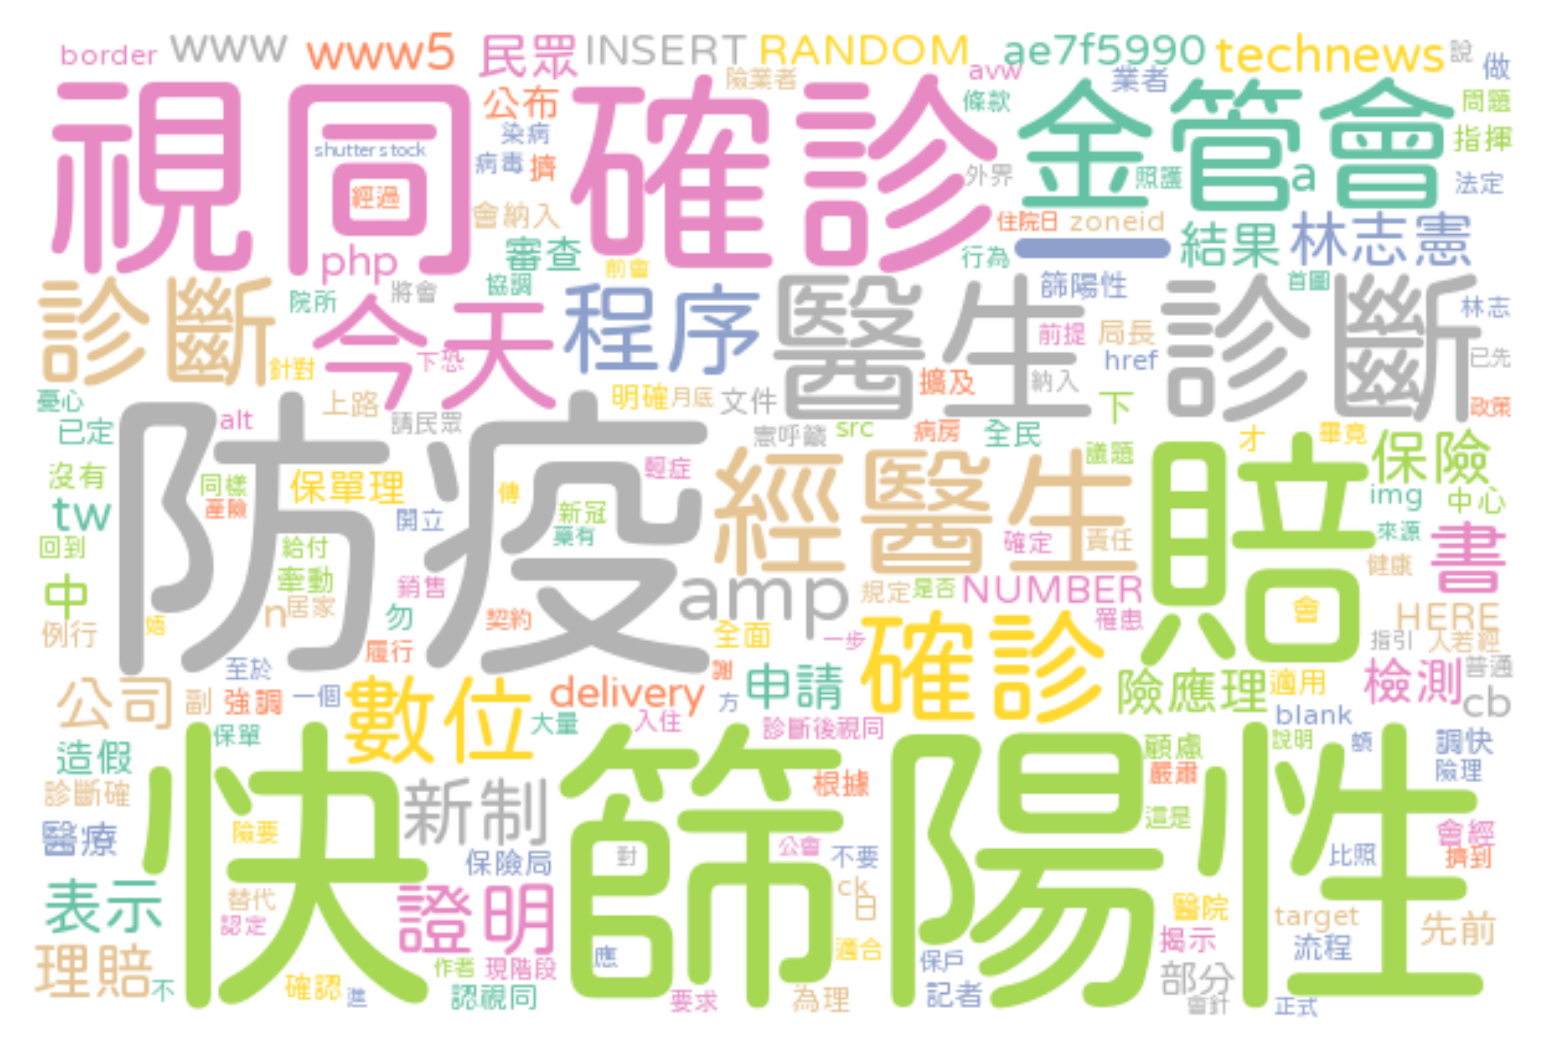 border www www5 民眾 INSERT RANDOM ae7f5990 technews 說
險業者 avw 業者 做
視同確診 金管會
公布 條款 問題
shutterstock 染病 指揮
病毒 擠 外界 照護 a 法定
經過 會納入 住院日 zoneid 一 結果 林志憲
php 審查 前會 行為
診斷 院所 將會 協調 今天 程序 醫生診斷 篩陽性 首圖 林志
針對 下恐 前提 局長 href 已先
憂心 上路 明確 月底 文件 擴及 納入 下 政策
已定 alt 請民眾 憲呼籲 src 病房 全民 才 畢竟
防疫 經醫生 賠 保險
沒有 同樣 保單理 輕症 議題 img 中心
tw 產險 傳 新冠 開立 藥有 確定 責任 來源 書
回到 給付 牽動 健康
中 n 居家 銷售 amp 規定 是否 NUMBER HERE
例行 勿 契約 罹患 會
履行 全面 一步 確診 指引 人若經
至於 謝 普通
公司 副 強調 一個 數位 delivery 方 申請 險應理 適用 檢測 cb
保單 大量 入住 診斷後視同 blank
造假 快篩陽性 顧慮 說明 額 調快
診斷確 新制 根據 嚴肅 險理
醫療 險要 保險局 對 公會 不要 這是 比照 會經 擠到
表示 替代 證明 ck 日 醫院 target 先前
認定 揭示 流程
理賠 不 確認 進 作者 現階段 應 適合 保戶 部分
認視同 要求 為理 記者 會針 正式